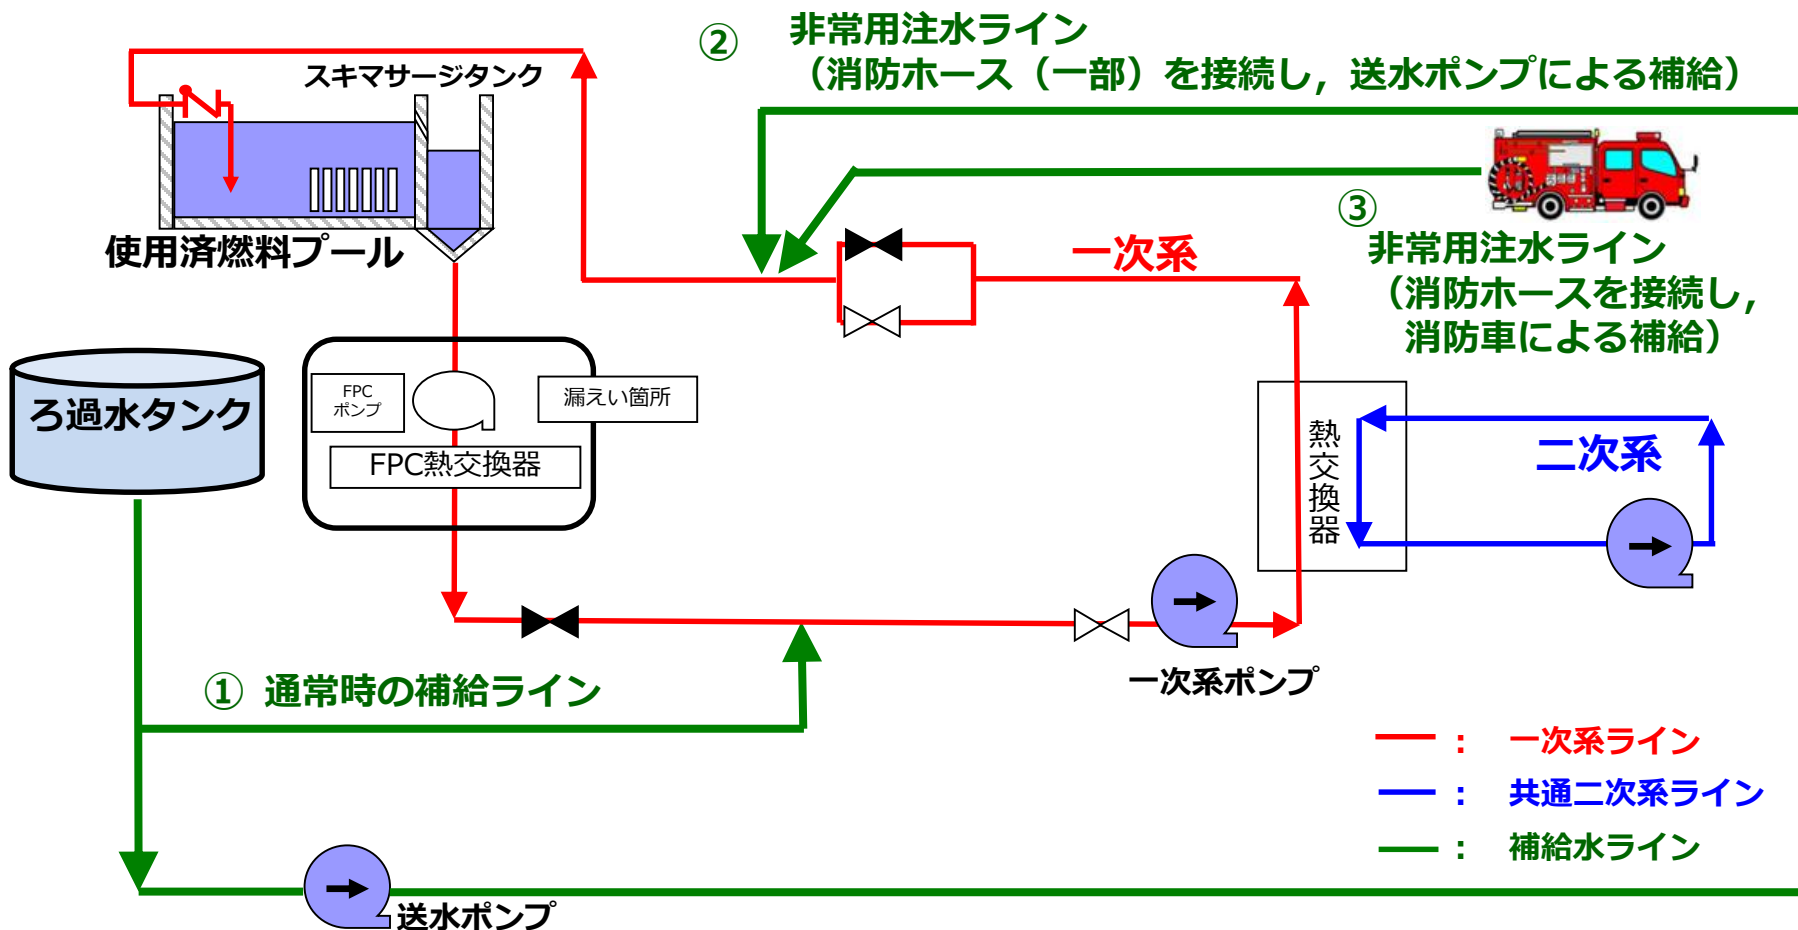 ②
非常用注水ライン
（消防ホース（一部）を接続し，送水ポンプによる補給）
スキマサージタンク
使用済燃料プール
③
非常用注水ライン
（消防ホースを接続し，
消防車による補給）
一次系
ろ過水タンク
FPC
ポンプ
漏えい箇所
FPC熱交換器
熱交換器
二次系
一次系ポンプ
① 通常時の補給ライン
： 一次系ライン
： 共通二次系ライン
： 補給水ライン
送水ポンプ